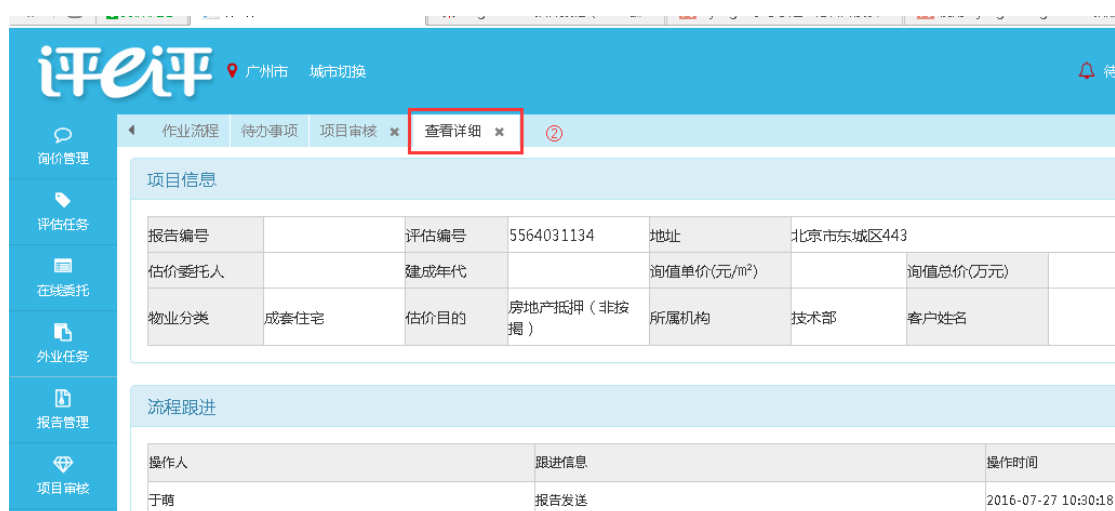 评e评 广州市 城市切换 待
作业流程 待办事项 项目审核 × 查看详细 × ②
询价管理
评估任务
在线委托
外业任务
报告管理
项目审核
项目信息
报告编号 评估编号 5564031134 地址 北京市东城区443
估价委托人 建成年代 询值单价(元/m²) 询值总价(万元)
物业分类 成套住宅 估价目的 房地产抵押（非按揭） 所属机构 技术部 客户姓名
流程跟进
操作人 跟进信息 操作时间
于萌 报告发送 2016-07-27 10:30:18